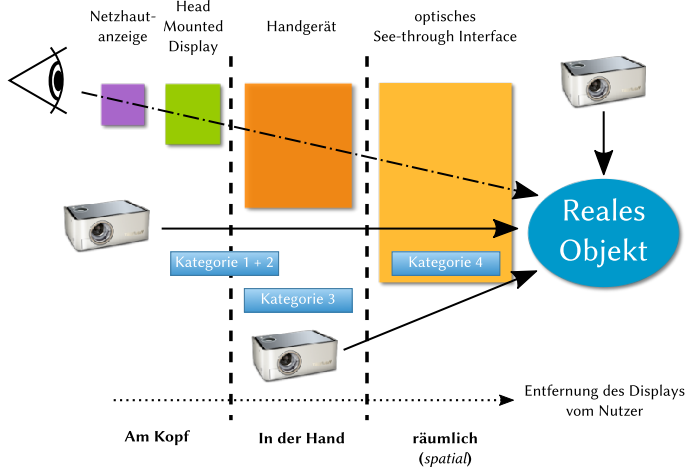 Netzhaut-
anzeige
Head
Mounted
Display
Handgerät
optisches
See-through Interface
Reales
Objekt
Kategorie 1 + 2
Kategorie 4
Kategorie 3
Entfernung des Displays
vom Nutzer
Am Kopf
In der Hand
räumlich
(spatial)